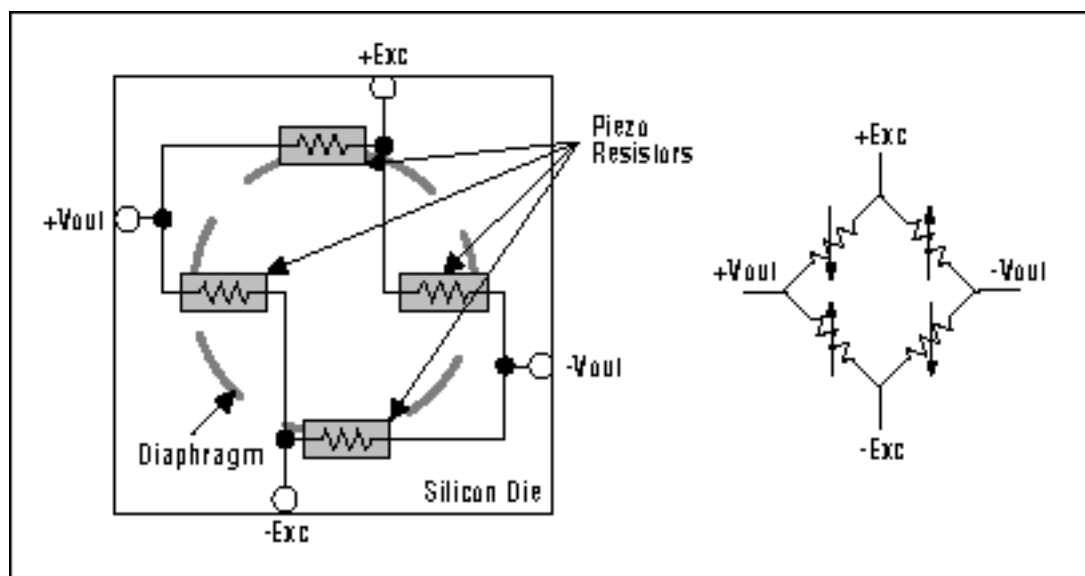 +Exc
Piezo
Resistors
+Vout
-Vout
Diaphragm
Silicon Die
-Exc
+Exc
+Vout
-Vout
-Exc